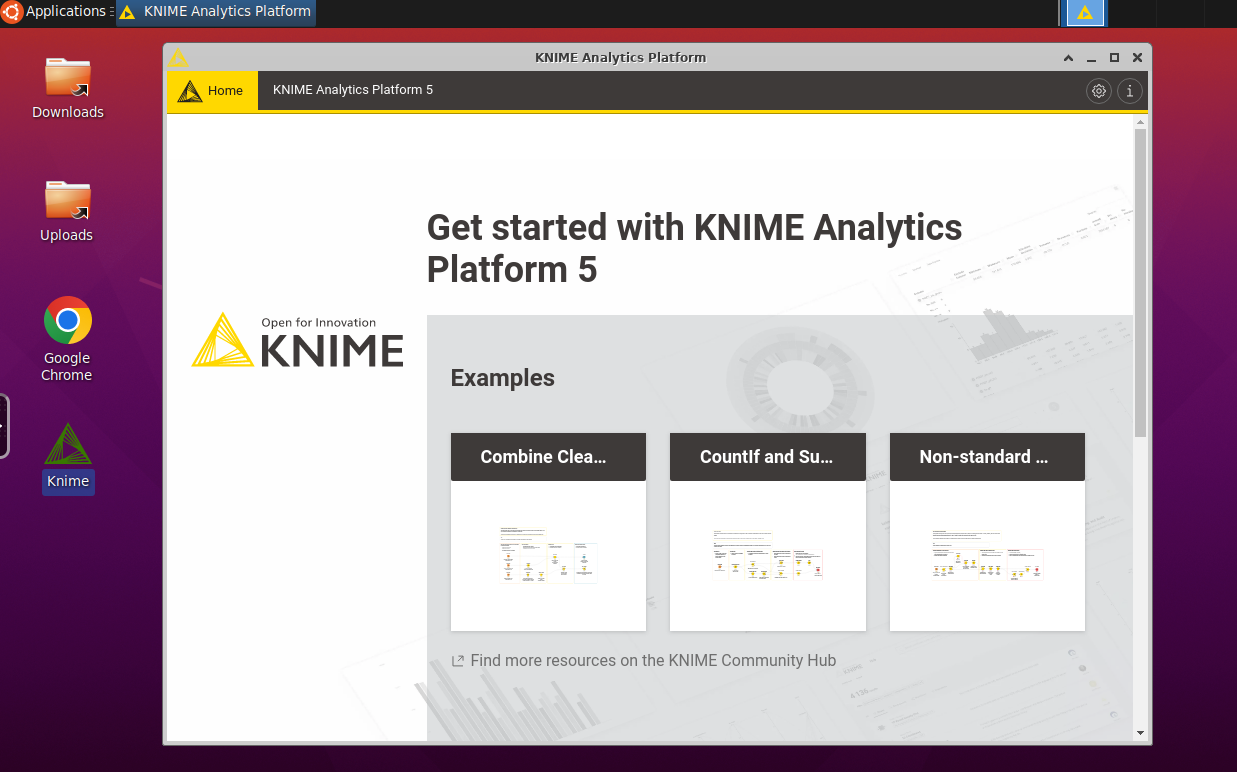 Applications
KNIME Analytics Platform
Downloads
Uploads
Google
Chrome
Knime
KNIME Analytics Platform
Home
KNIME Analytics Platform 5
Get started with KNIME Analytics
Platform 5
Open for Innovation
KNIME
Examples
Combine Clea...
CountIf and Su...
Non-standard ...
Find more resources on the KNIME Community Hub